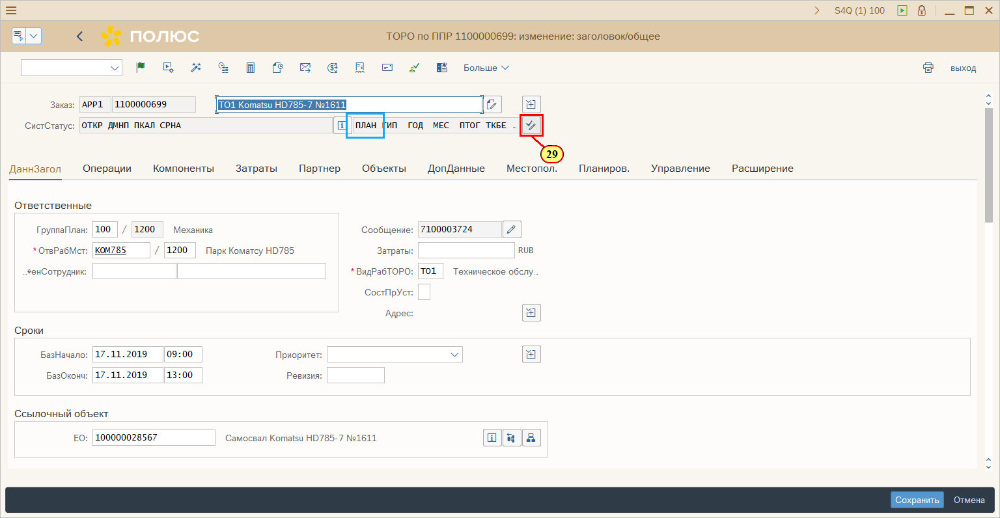 S4Q (1) 100
ПОЛЮС
ТОРО по ППР 1100000699: изменение: заголовок/общее
Больше
выход
Заказ: APP1 1100000699 ТО1 Komatsu HD785-7 №1611
СистСтатус: ОТКР ДМНП ПКАЛ СРНА ПЛАН ГИП ГОД МЕС ПТОГ ТКБЕ ...
29
ДаннЗагол Операции Компоненты Затраты Партнер Объекты ДопДанные Местопол. Планиров. Управление Расширение
Ответственные
ГруппаПлан: 100 / 1200 Механика
Сообщение: 7100003724
* ОтвРабМст: KOM785 / 1200 Парк Коматсу HD785
Затраты: RUB
...енСотрудник:
* ВидРабТОРО: ТО1 Техническое обслу...
СостПрУст:
Адрес:
Сроки
БазНачало: 17.11.2019 09:00 Приоритет:
БазОконч: 17.11.2019 13:00 Ревизия:
Ссылочный объект
ЕО: 100000028567 Самосвал Komatsu HD785-7 №1611
Сохранить Отмена